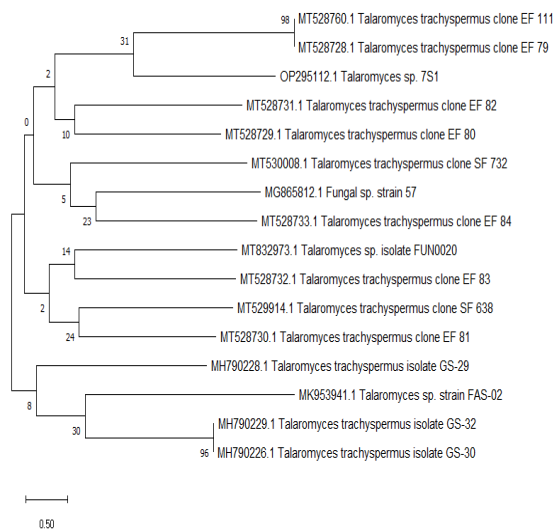 98
MT528760.1 Talaromyces trachyspermus clone EF 111
31
MT528728.1 Talaromyces trachyspermus clone EF 79
2
OP295112.1 Talaromyces sp. 7S1
MT528731.1 Talaromyces trachyspermus clone EF 82
0
10
MT528729.1 Talaromyces trachyspermus clone EF 80
MT530008.1 Talaromyces trachyspermus clone SF 732
5
MG865812.1 Fungal sp. strain 57
23
MT528733.1 Talaromyces trachyspermus clone EF 84
14
MT832973.1 Talaromyces sp. isolate FUN0020
MT528732.1 Talaromyces trachyspermus clone EF 83
2
MT529914.1 Talaromyces trachyspermus clone SF 638
24
MT528730.1 Talaromyces trachyspermus clone EF 81
MH790228.1 Talaromyces trachyspermus isolate GS-29
8
MK953941.1 Talaromyces sp. strain FAS-02
30
MH790229.1 Talaromyces trachyspermus isolate GS-32
96
MH790226.1 Talaromyces trachyspermus isolate GS-30
0.50